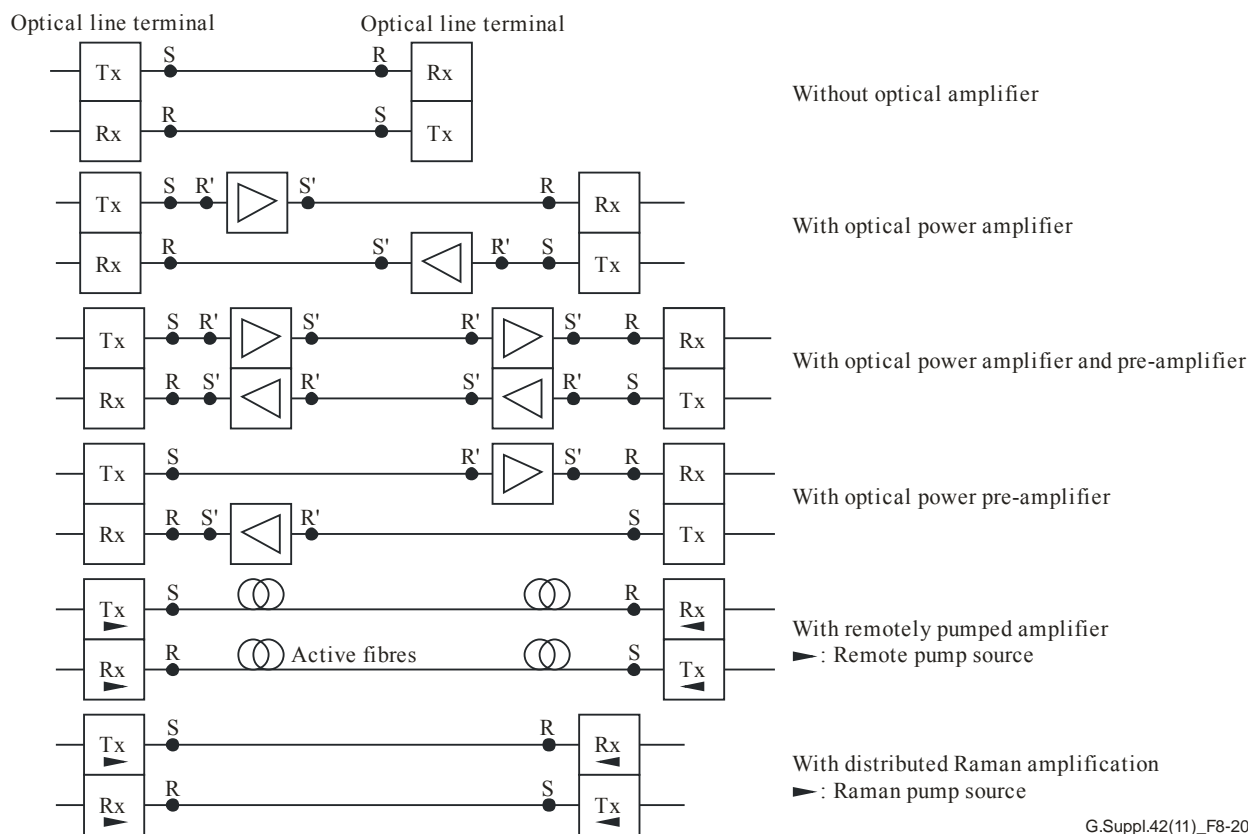 Optical line terminal Optical line terminal
Tx S R Rx
Without optical amplifier
Rx R S Tx
Tx S R' S' R Rx
With optical power amplifier
Rx R S' R' S Tx
Tx S R' S' R' S' R Rx
With optical power amplifier and pre-amplifier
Rx R S' R' S' R' S Tx
Tx S R' S' R Rx
With optical power pre-amplifier
Rx R S' R' S Tx
Tx S R Rx
With remotely pumped amplifier
Rx R Active fibres S Tx
: Remote pump source
Tx S R Rx
With distributed Raman amplification
Rx R S Tx
: Raman pump source
G.Suppl.42(11)_F8-20